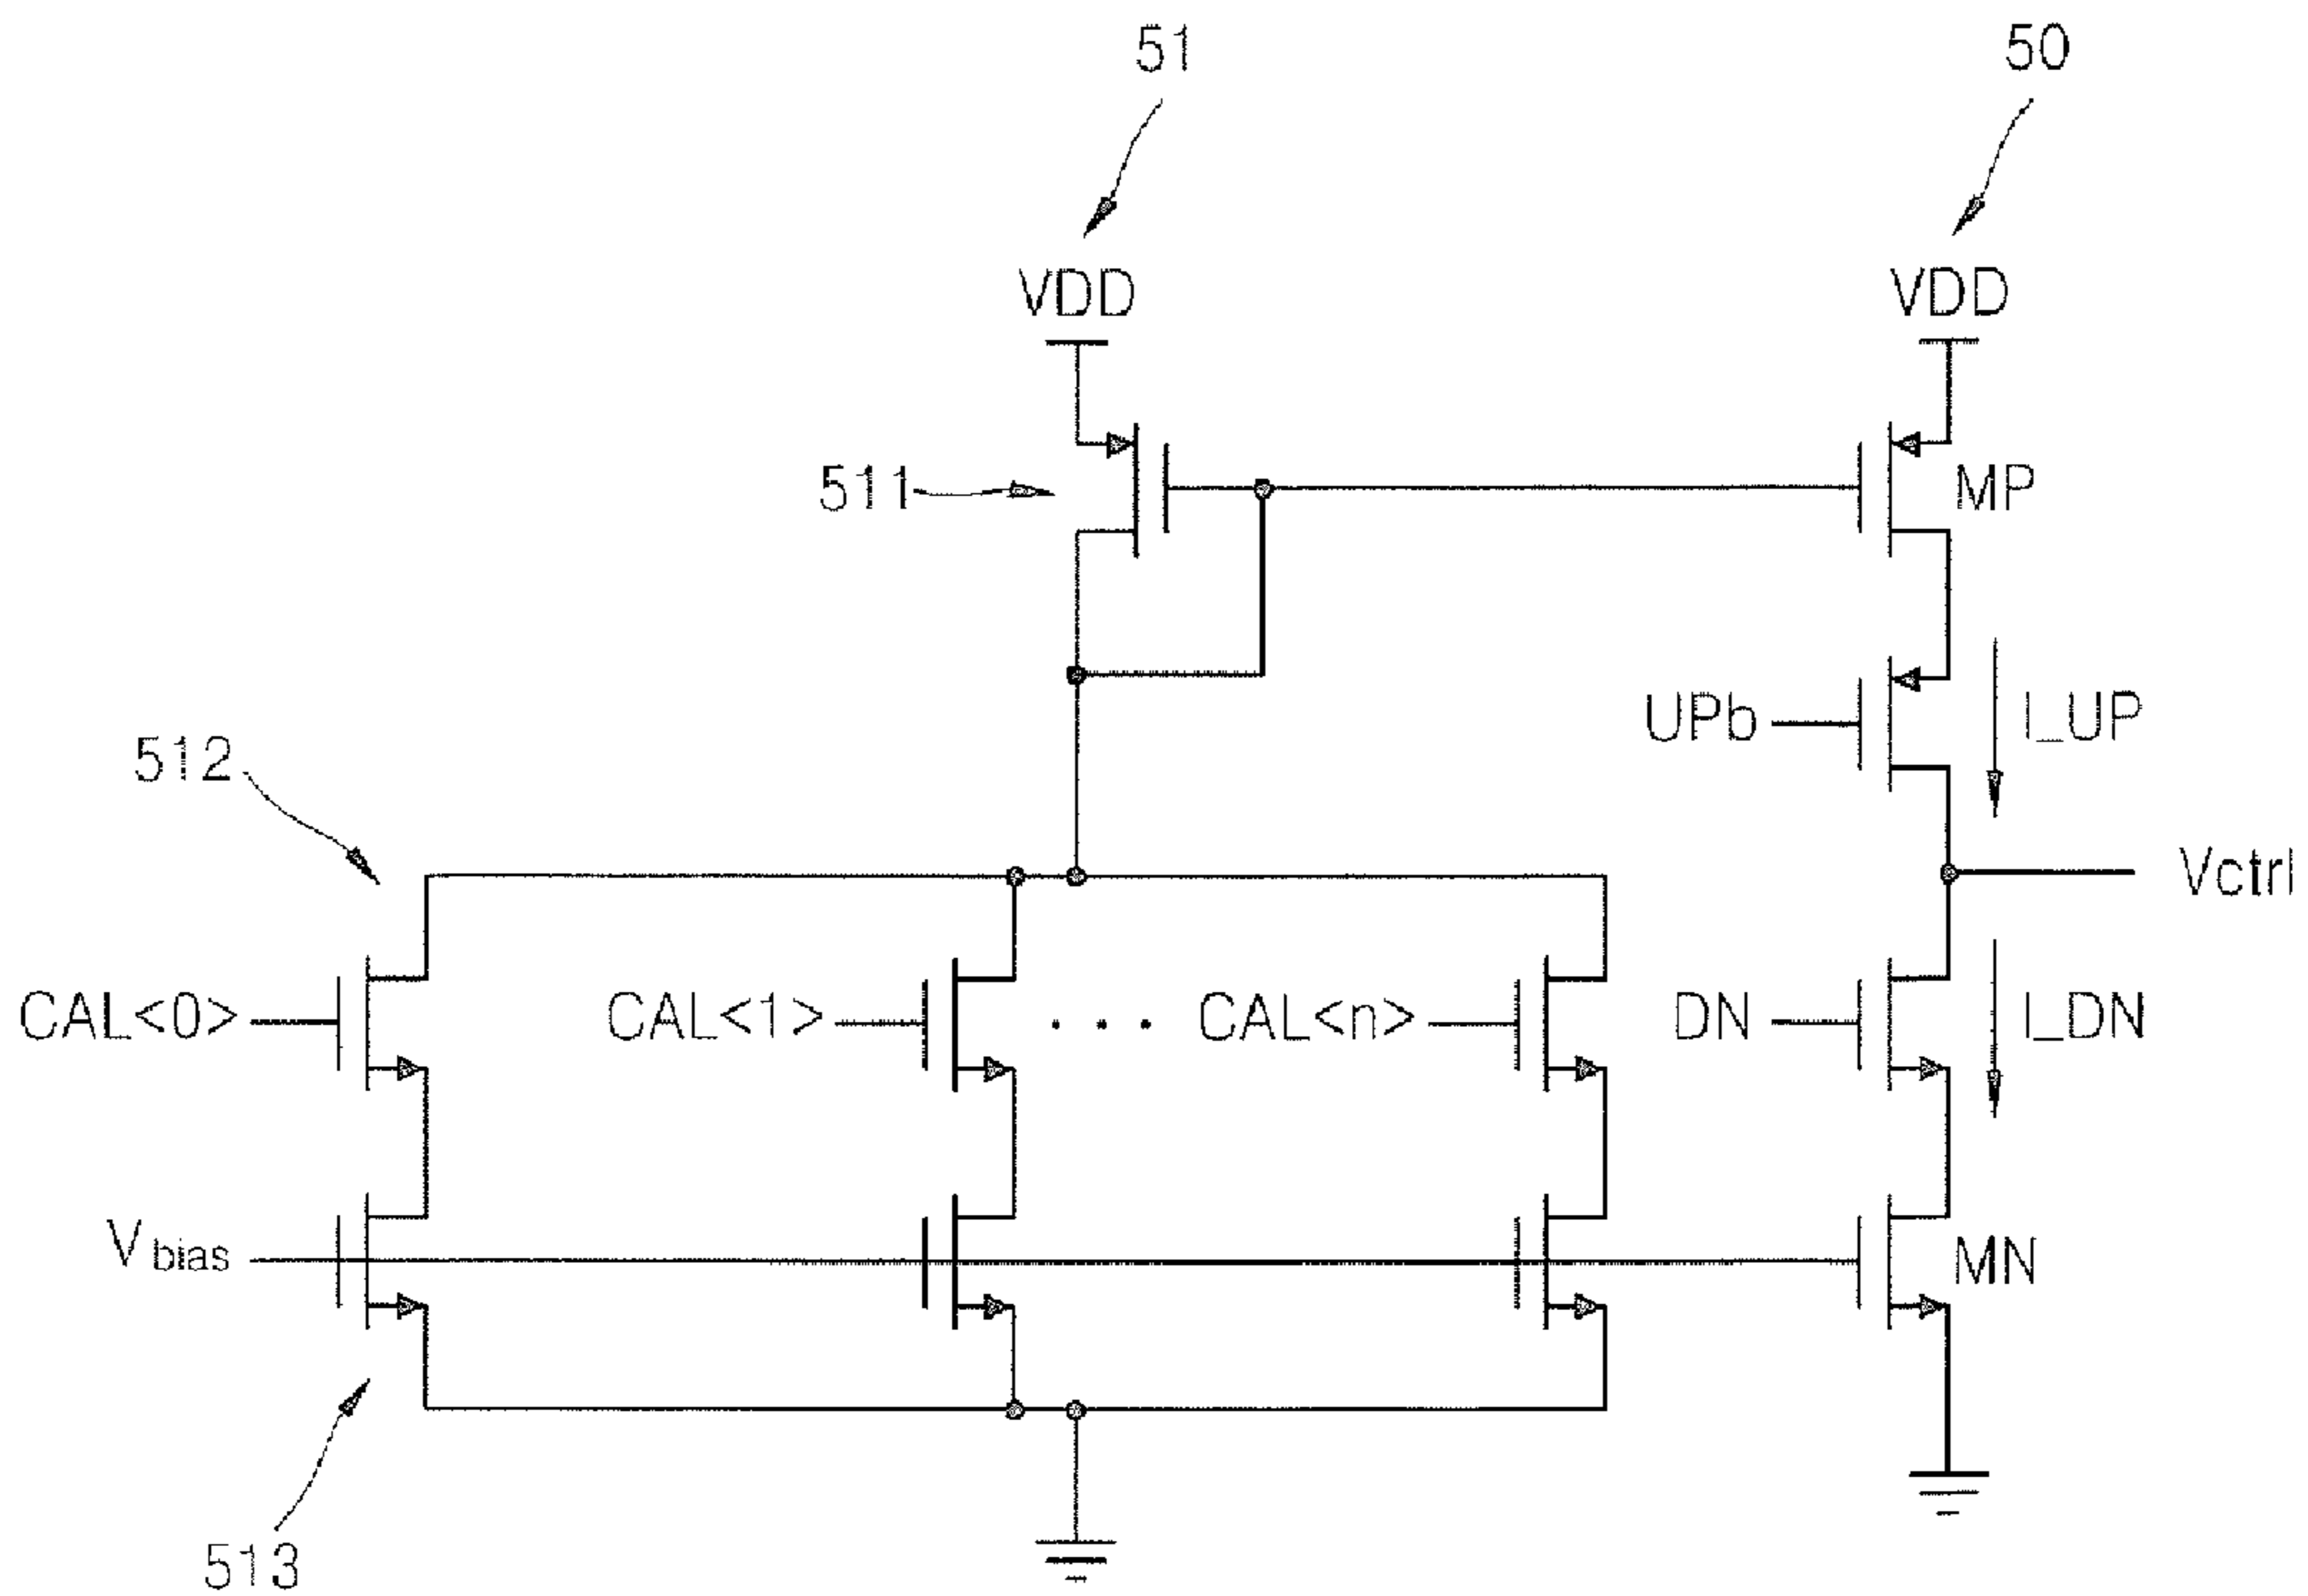 51
50
VDD
VDD
511
MP
UPb
I_UP
512
Vctrl
CAL<0>
CAL<1>
. . .
CAL<n>
DN
I_DN
Vbias
MN
513